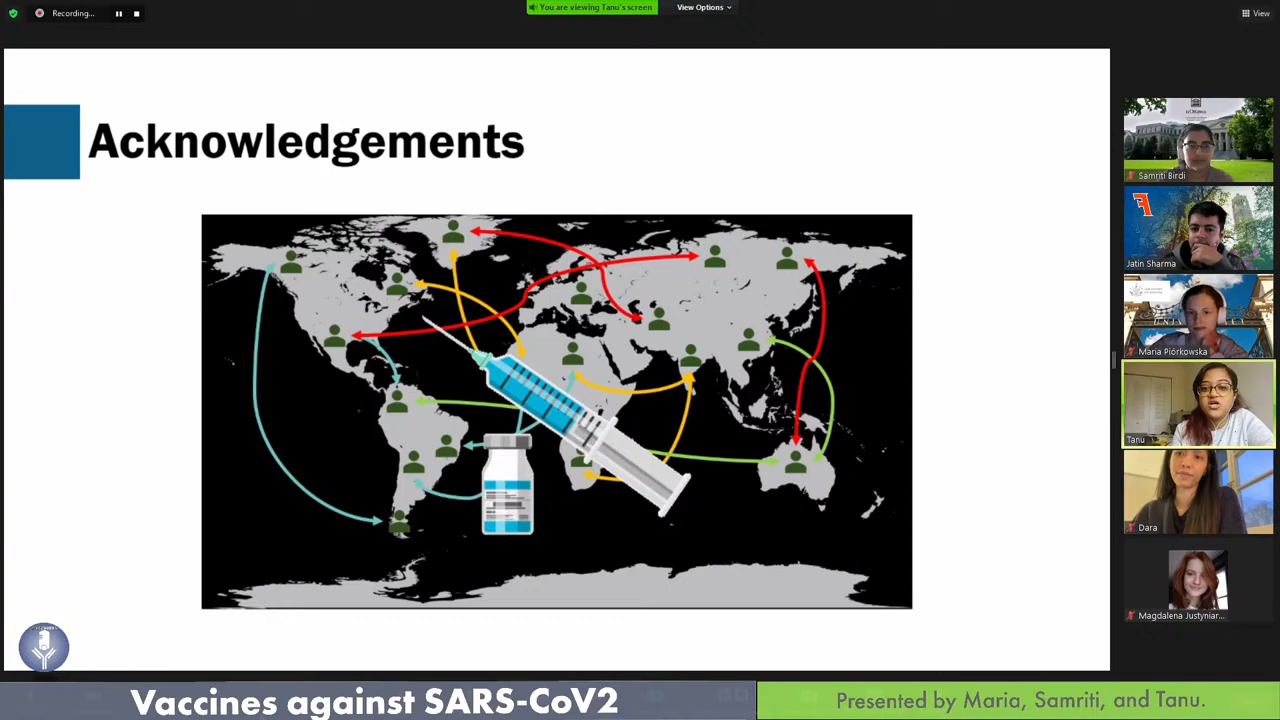 Recording...
You are viewing Tanu's screen
View Options
View
Acknowledgements
uOttawa
Samriti Birdi
Jatin Sharma
Maria Piórkowska
Tanu
Dara
Magdalena Justyniar...
Vaccines against SARS-CoV2
Presented by Maria, Samriti, and Tanu.